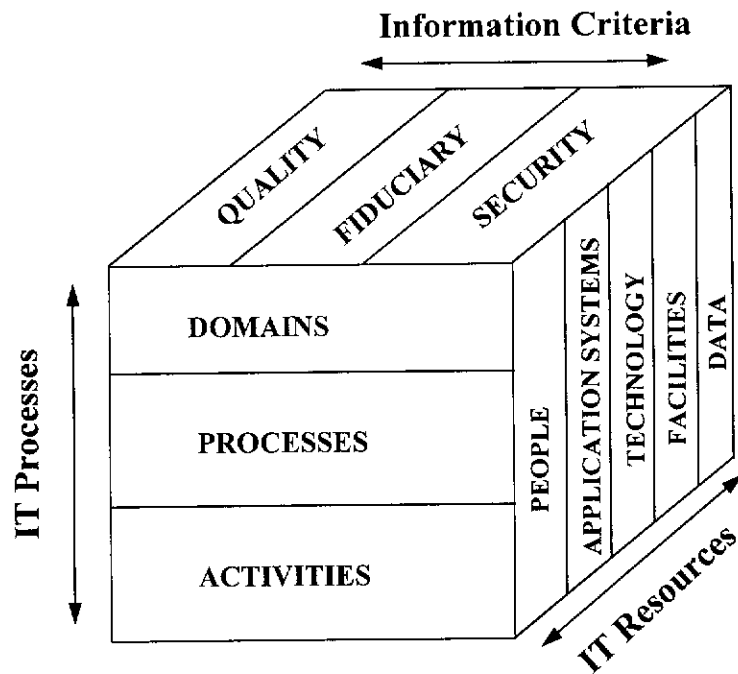 Information Criteria
QUALITY
FIDUCIARY
SECURITY
IT Processes
DOMAINS
PROCESSES
ACTIVITIES
PEOPLE
APPLICATION SYSTEMS
TECHNOLOGY
FACILITIES
DATA
IT Resources